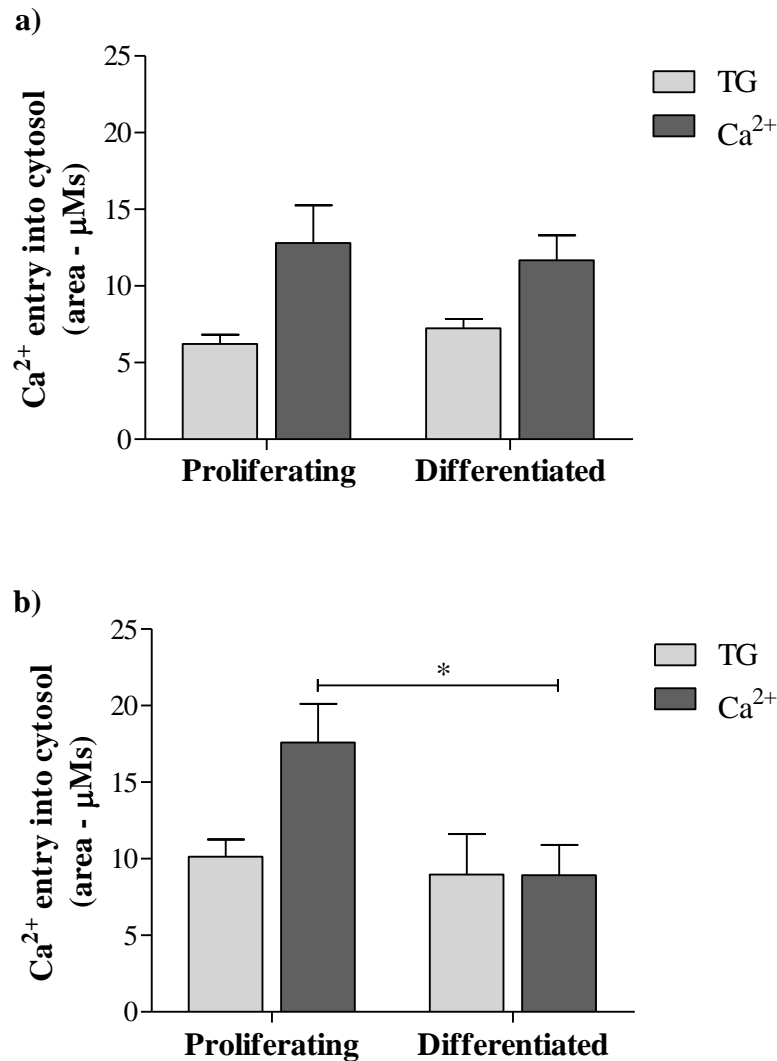 a)
Ca²⁺ entry into cytosol
(area - µMs)
25
20
15
10
5
0
Proliferating
Differentiated
TG
Ca²⁺
b)
Ca²⁺ entry into cytosol
(area - µMs)
25
20
15
10
5
0
*
Proliferating
Differentiated
TG
Ca²⁺